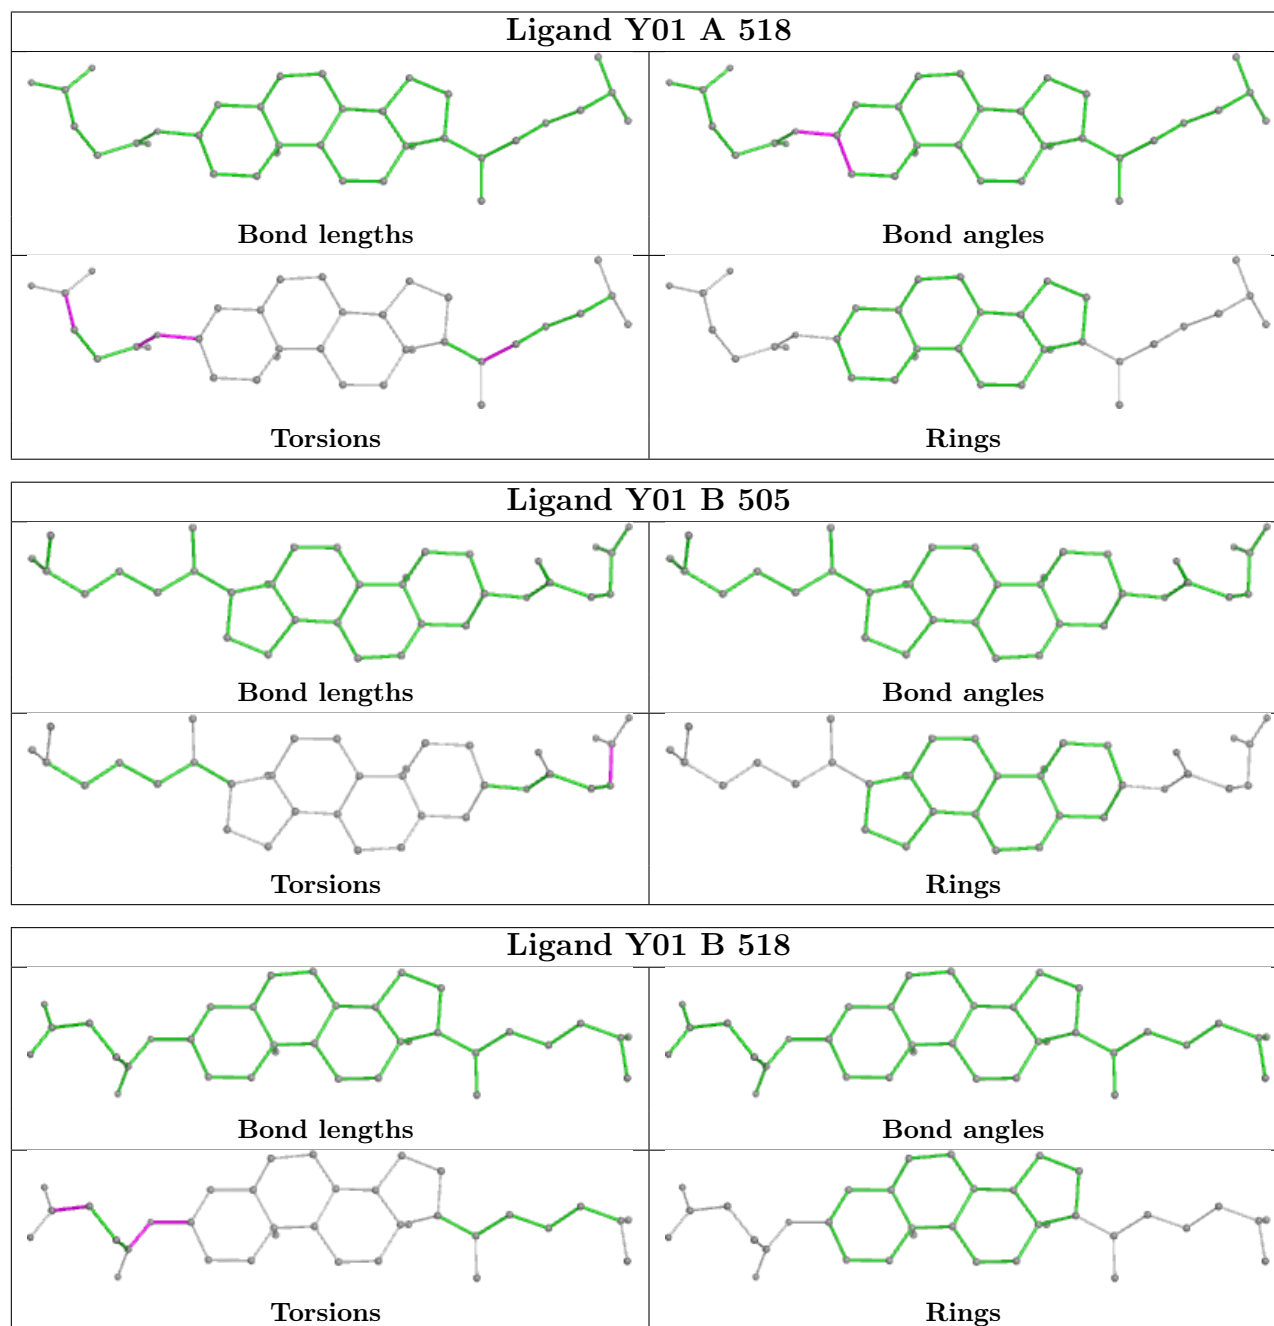 Ligand Y01 A 518
Bond lengths
Bond angles
Torsions
Rings
Ligand Y01 B 505
Bond lengths
Bond angles
Torsions
Rings
Ligand Y01 B 518
Bond lengths
Bond angles
Torsions
Rings